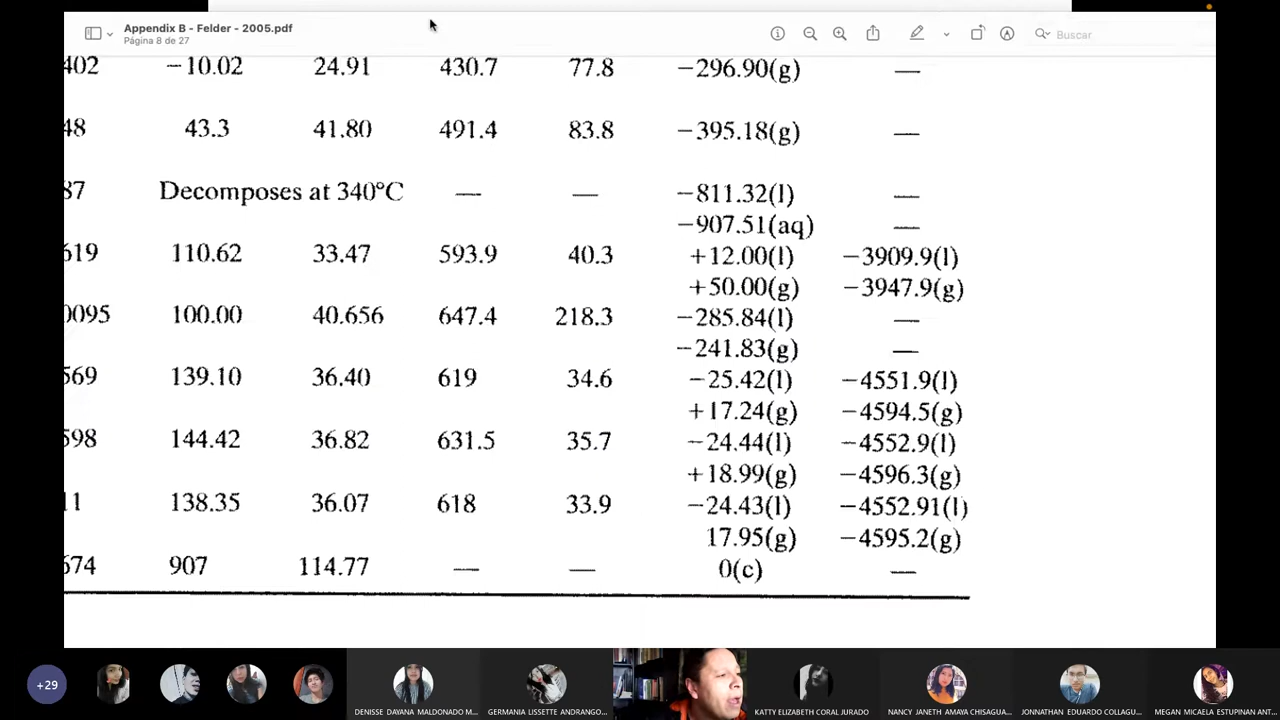 Appendix B - Felder - 2005.pdf
Página 8 de 27
Buscar
402 −10.02 24.91 430.7 77.8 −296.90(g) —
48 43.3 41.80 491.4 83.8 −395.18(g) —
87 Decomposes at 340°C — — −811.32(l) —
−907.51(aq) —
619 110.62 33.47 593.9 40.3 +12.00(l) −3909.9(l)
+50.00(g) −3947.9(g)
0095 100.00 40.656 647.4 218.3 −285.84(l) —
−241.83(g) —
569 139.10 36.40 619 34.6 −25.42(l) −4551.9(l)
+17.24(g) −4594.5(g)
598 144.42 36.82 631.5 35.7 −24.44(l) −4552.9(l)
+18.99(g) −4596.3(g)
11 138.35 36.07 618 33.9 −24.43(l) −4552.91(l)
17.95(g) −4595.2(g)
674 907 114.77 — — 0(c) —
+29
DENISSE DAYANA MALDONADO M...
GERMANIA LISSETTE ANDRANGO...
KATTY ELIZABETH CORAL JURADO
NANCY JANETH AMAYA CHISAGUA...
JONNATHAN EDUARDO COLLAGU...
MEGAN MICAELA ESTUPINAN ANT...